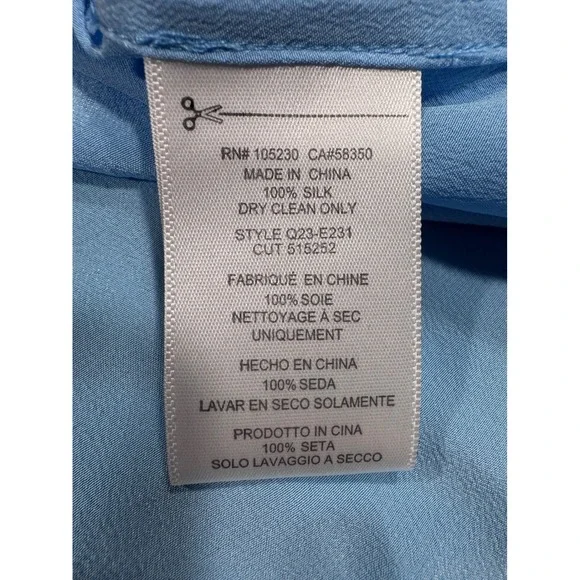 RN# 105230 CA#58350
MADE IN CHINA
100% SILK
DRY CLEAN ONLY
STYLE Q23-E231
CUT 515252
FABRIQUÉ EN CHINE
100% SOIE
NETTOYAGE À SEC
UNIQUEMENT
HECHO EN CHINA
100% SEDA
LAVAR EN SECO SOLAMENTE
PRODOTTO IN CINA
100% SETA
SOLO LAVAGGIO A SECCO